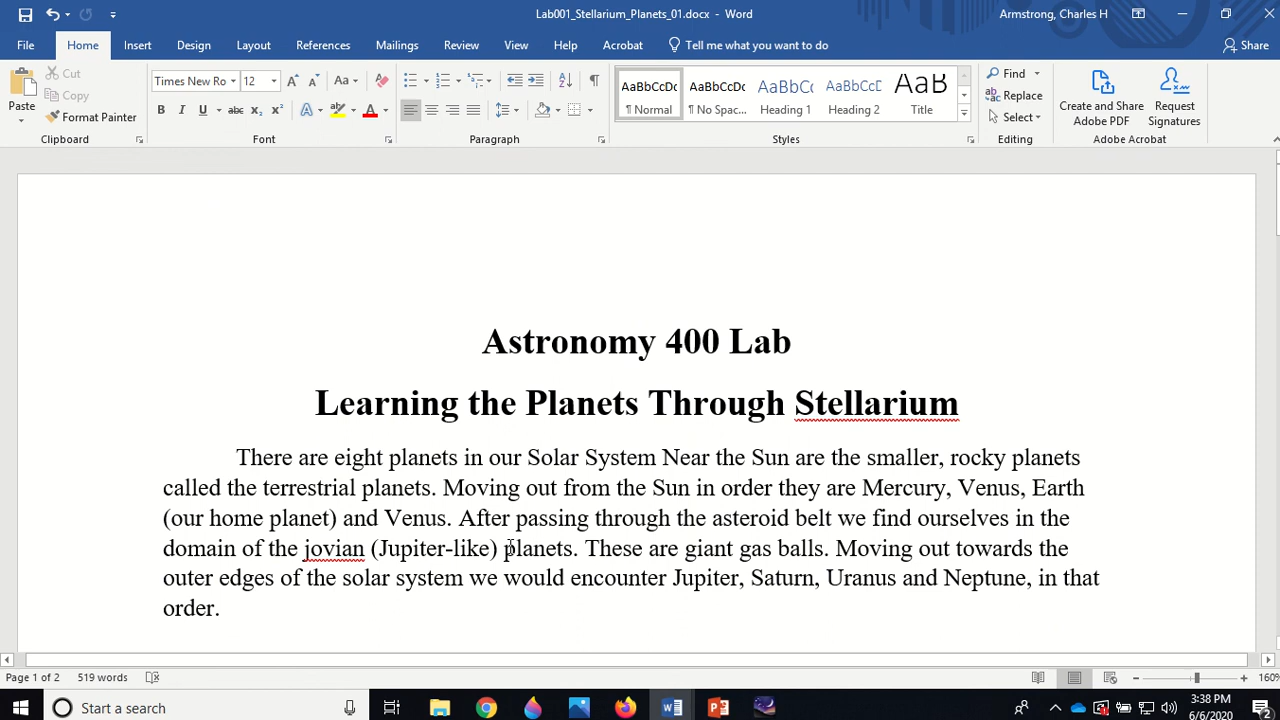 Lab001_Stellarium_Planets_01.docx - Word
Armstrong, Charles H
File Home Insert Design Layout References Mailings Review View Help Acrobat Tell me what you want to do Share
Paste
Cut
Copy
Format Painter
Clipboard
Times New Ro 12
Font
Paragraph
AaBbCcDc AaBbCcDc AaBbCc AaBbCcD AaB
¶ Normal ¶ No Spac... Heading 1 Heading 2 Title
Styles
Find
Replace
Select
Editing
Create and Share Adobe PDF
Request Signatures
Adobe Acrobat
Astronomy 400 Lab
Learning the Planets Through Stellarium
There are eight planets in our Solar System Near the Sun are the smaller, rocky planets
called the terrestrial planets. Moving out from the Sun in order they are Mercury, Venus, Earth
(our home planet) and Venus. After passing through the asteroid belt we find ourselves in the
domain of the jovian (Jupiter-like) planets. These are giant gas balls. Moving out towards the
outer edges of the solar system we would encounter Jupiter, Saturn, Uranus and Neptune, in that
order.
Page 1 of 2 519 words 160%
Start a search
3:38 PM
6/6/2020